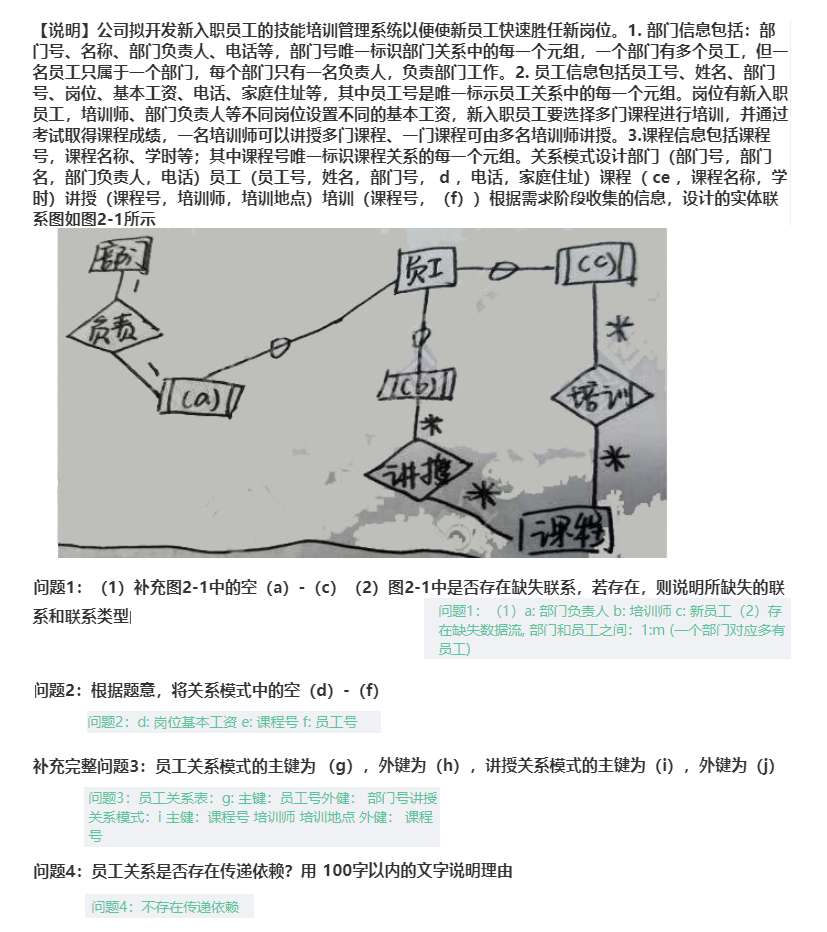 【说明】公司拟开发新入职员工的技能培训管理系统以便使新员工快速胜任新岗位。1. 部门信息包括：部
门号、名称、部门负责人、电话等，部门号唯一标识部门关系中的每一个元组，一个部门有多个员工，但一
名员工只属于一个部门，每个部门只有一名负责人，负责部门工作。2. 员工信息包括员工号、姓名、部门
号、岗位、基本工资、电话、家庭住址等，其中员工号是唯一标示员工关系中的每一个元组。岗位有新入职
员工，培训师、部门负责人等不同岗位设置不同的基本工资，新入职员工要选择多门课程进行培训，并通过
考试取得课程成绩，一名培训师可以讲授多门课程、一门课程可由多名培训师讲授。3.课程信息包括课程
号，课程名称、学时等；其中课程号唯一标识课程关系的每一个元组。关系模式设计部门（部门号，部门
名，部门负责人，电话）员工（员工号，姓名，部门号， d ，电话，家庭住址）课程（ ce ，课程名称，学
时）讲授（课程号，培训师，培训地点）培训（课程号，（f））根据需求阶段收集的信息，设计的实体联
系图如图2-1所示
部门
员工
(c)
负责
(a)
(b)
*
培训
*
*
讲授
*
课程
问题1：（1）补充图2-1中的空（a）-（c）（2）图2-1中是否存在缺失联系，若存在，则说明所缺失的联
系和联系类型
问题1：（1）a: 部门负责人 b: 培训师 c: 新员工（2）存
在缺失数据流, 部门和员工之间：1:m (一个部门对应多有
员工)
问题2：根据题意，将关系模式中的空（d）-（f）
问题2：d: 岗位基本工资 e: 课程号 f: 员工号
补充完整问题3：员工关系模式的主键为 （g），外键为（h），讲授关系模式的主键为（i），外键为（j）
问题3：员工关系表：g: 主键：员工号外健： 部门号讲授
关系模式：i 主健：课程号 培训师 培训地点 外健： 课程
号
问题4：员工关系是否存在传递依赖？用 100字以内的文字说明理由
问题4：不存在传递依赖